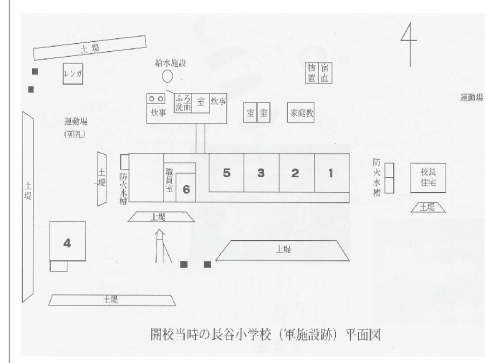 土堤
レンガ
給水施設
物置
宿直
ふろ
洗面
室
炊事
炊事
室
室
家庭教
運動場
運動場
(朝礼)
土堤
土堤
防火水槽
職員室
6
5
3
2
1
防火水槽
校長
住宅
土堤
4
土堤
土堤
土堤
開校当時の長谷小学校(軍施設跡)平面図